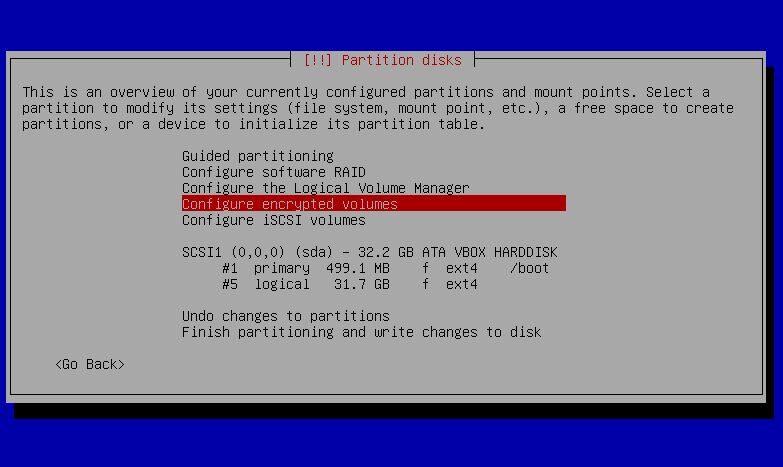 [!!] Partition disks
This is an overview of your currently configured partitions and mount points. Select a
partition to modify its settings (file system, mount point, etc.), a free space to create
partitions, or a device to initialize its partition table.
Guided partitioning
Configure software RAID
Configure the Logical Volume Manager
Configure encrypted volumes
Configure iSCSI volumes
SCSI1 (0,0,0) (sda) - 32.2 GB ATA VBOX HARDDISK
#1 primary 499.1 MB f ext4 /boot
#5 logical 31.7 GB f ext4
Undo changes to partitions
Finish partitioning and write changes to disk
<Go Back>